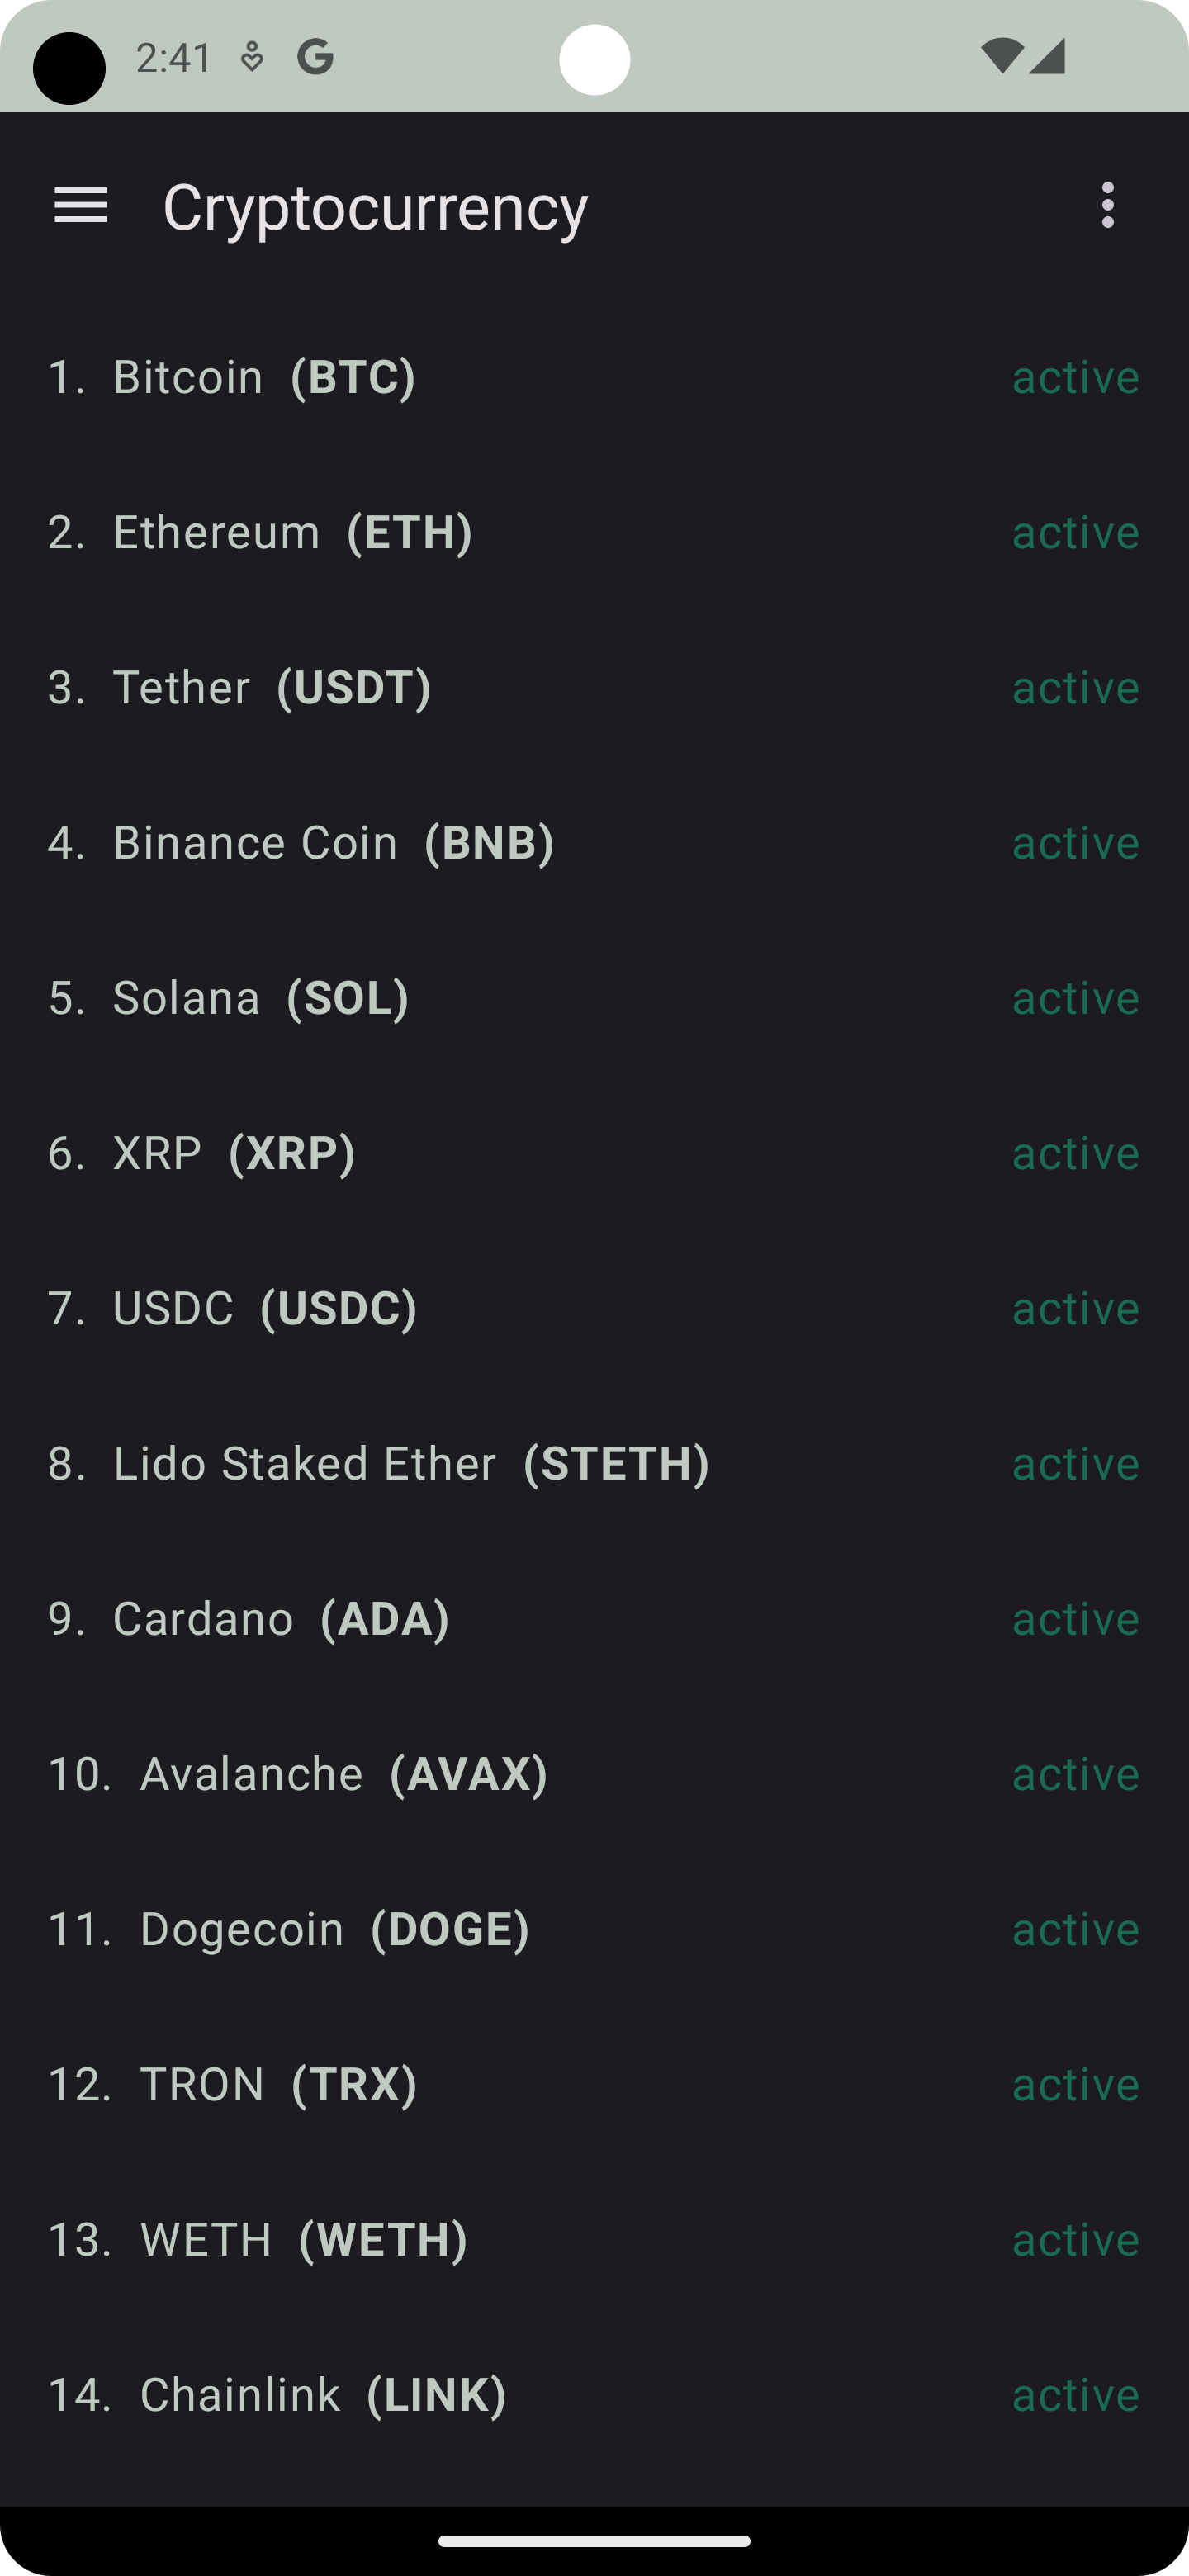 2:41
Cryptocurrency
1. Bitcoin (BTC) active
2. Ethereum (ETH) active
3. Tether (USDT) active
4. Binance Coin (BNB) active
5. Solana (SOL) active
6. XRP (XRP) active
7. USDC (USDC) active
8. Lido Staked Ether (STETH) active
9. Cardano (ADA) active
10. Avalanche (AVAX) active
11. Dogecoin (DOGE) active
12. TRON (TRX) active
13. WETH (WETH) active
14. Chainlink (LINK) active